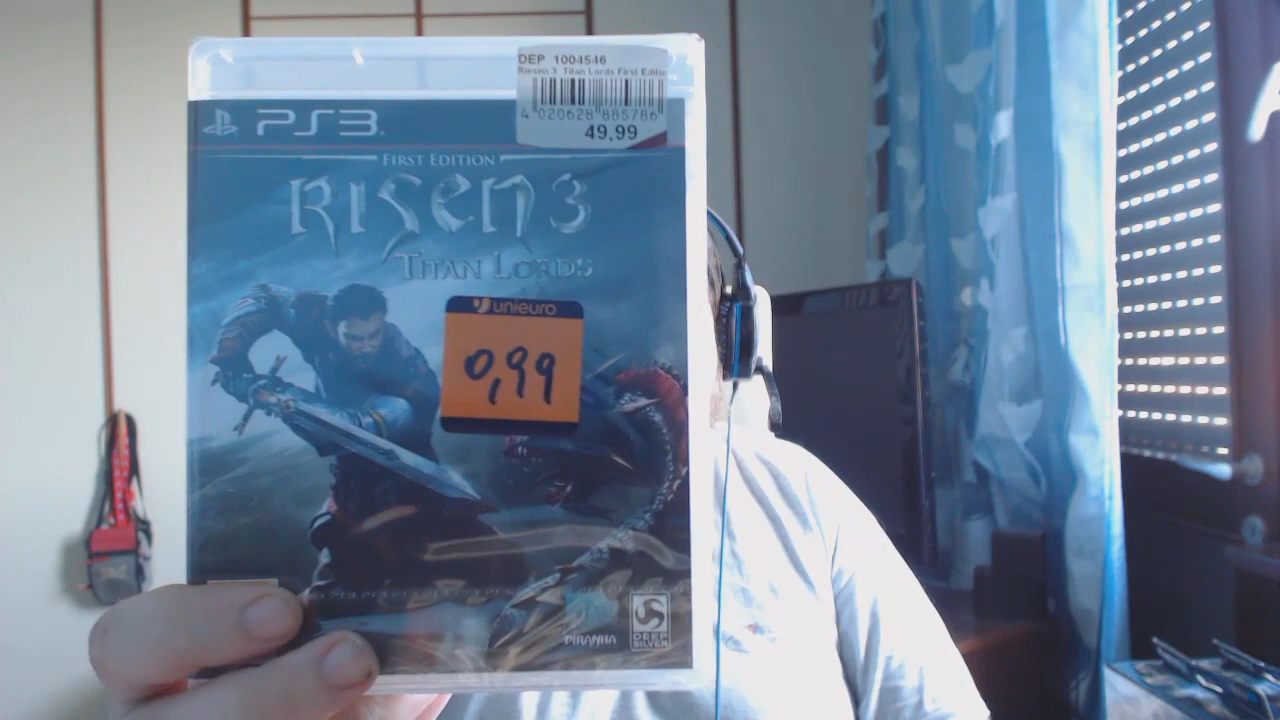 DEP 1004546
Riesen 3: Titan Lords First Editio
4 020628 885786
49,99
PS3
FIRST EDITION
RISEN 3
TITAN LORDS
unieuro
0,99
PIRANHA
DEEP
SILVER